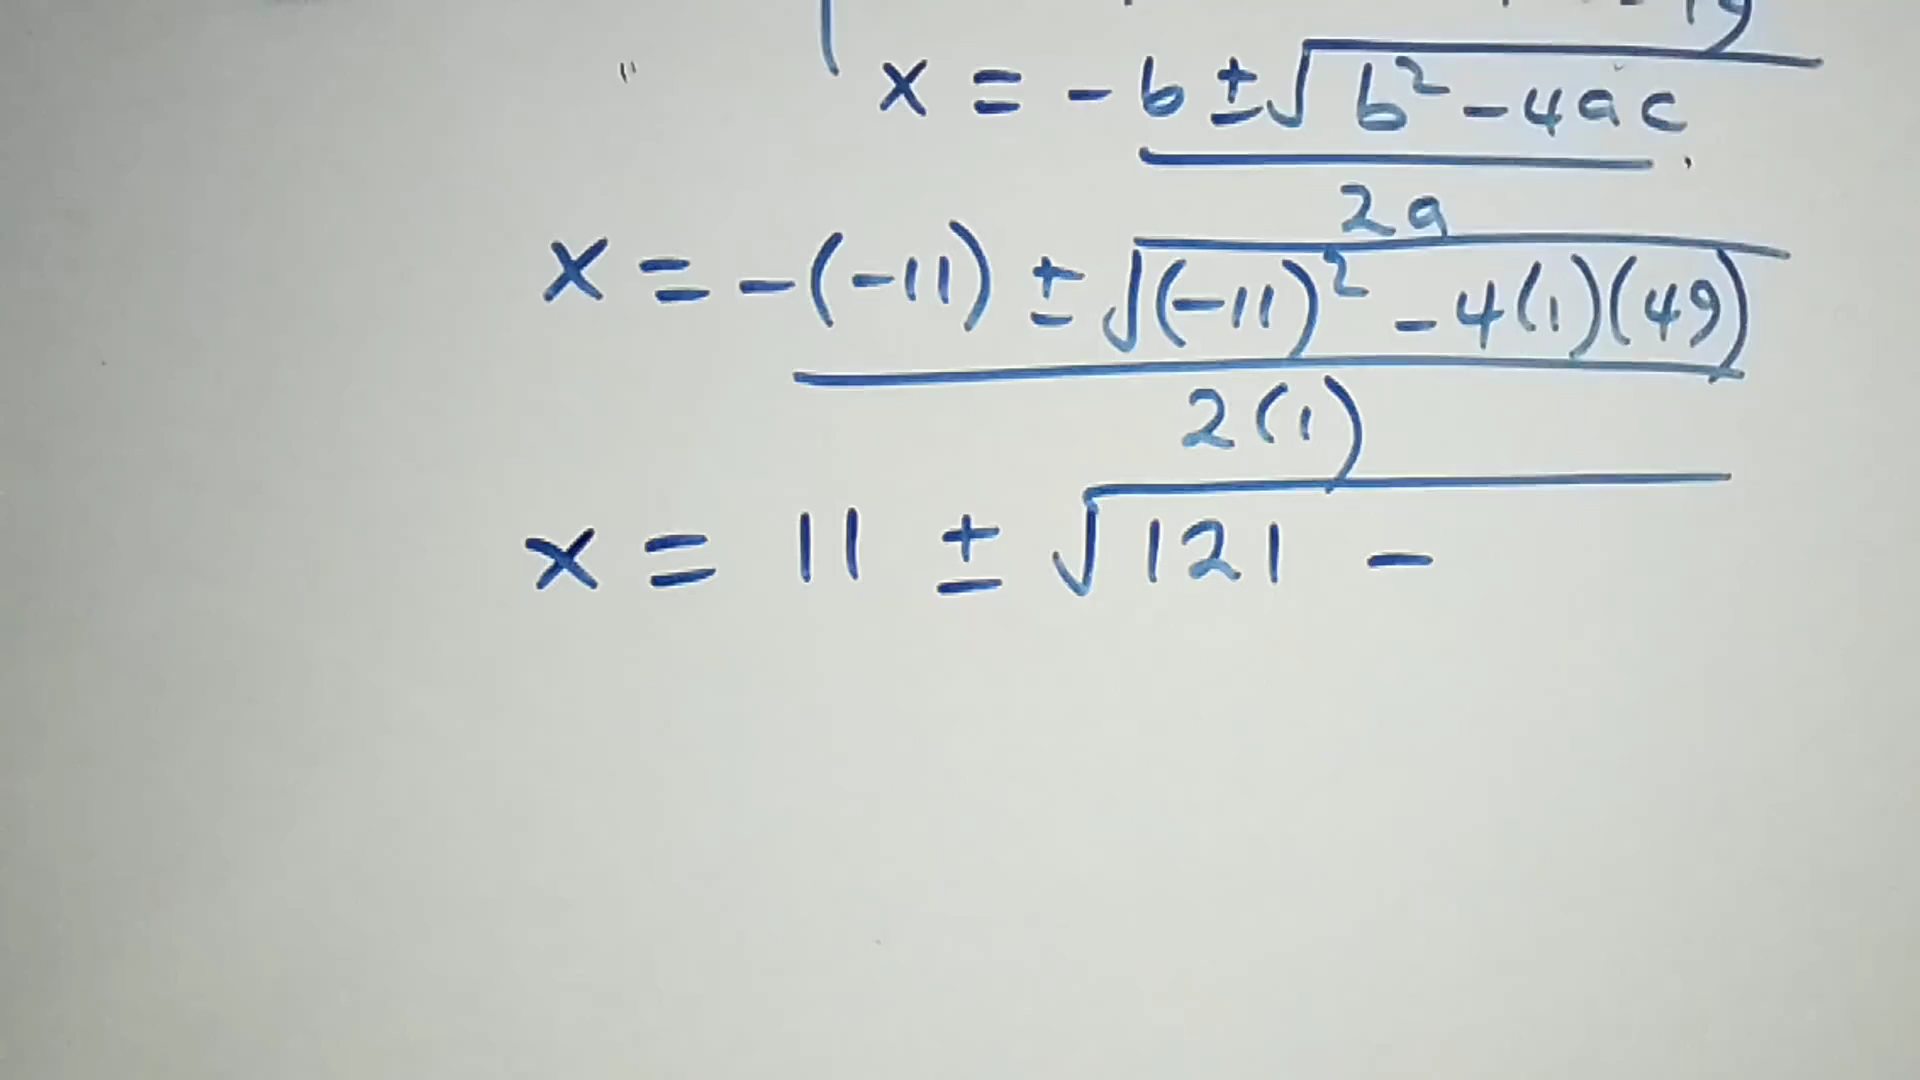 x = -b ± √b² - 4ac
2a
x = -(-11) ± √(-11)² - 4(1)(49)
2(1)
x = 11 ± √121 -